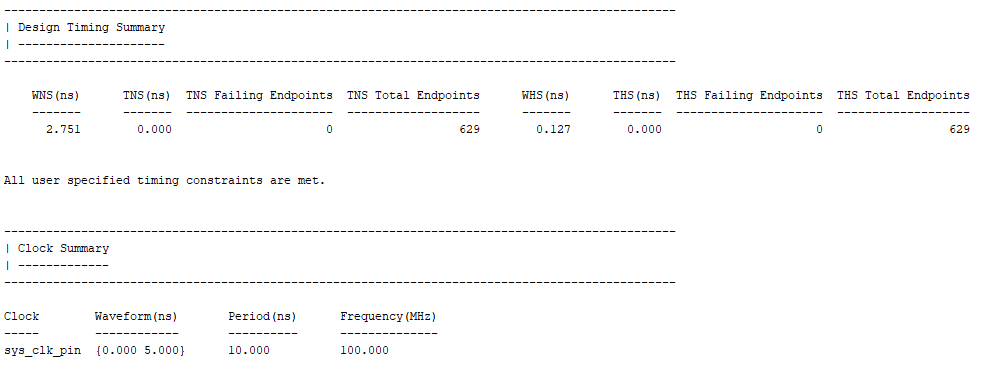 ------------------------------------------------------------------------------------------------
| Design Timing Summary
| ---------------------
------------------------------------------------------------------------------------------------

    WNS(ns)      TNS(ns)  TNS Failing Endpoints  TNS Total Endpoints      WHS(ns)      THS(ns)  THS Failing Endpoints  THS Total Endpoints
    -------      -------  ---------------------  -------------------      -------      -------  ---------------------  -------------------
      2.751        0.000                      0                  629        0.127        0.000                      0                  629

All user specified timing constraints are met.

------------------------------------------------------------------------------------------------
| Clock Summary
| -------------
------------------------------------------------------------------------------------------------

Clock        Waveform(ns)       Period(ns)      Frequency(MHz)
-----        ------------       ----------      --------------
sys_clk_pin  {0.000 5.000}      10.000          100.000